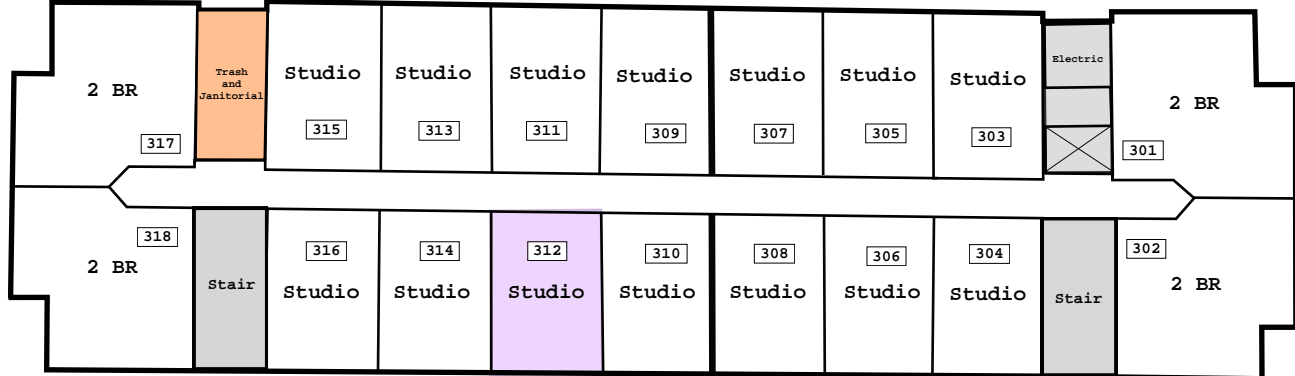 2 BR
317
Trash
and
Janitorial
Studio
315
Studio
313
Studio
311
Studio
309
Studio
307
Studio
305
Studio
303
Electric
2 BR
301
318
2 BR
Stair
316
Studio
314
Studio
312
Studio
310
Studio
308
Studio
306
Studio
304
Studio
Stair
302
2 BR